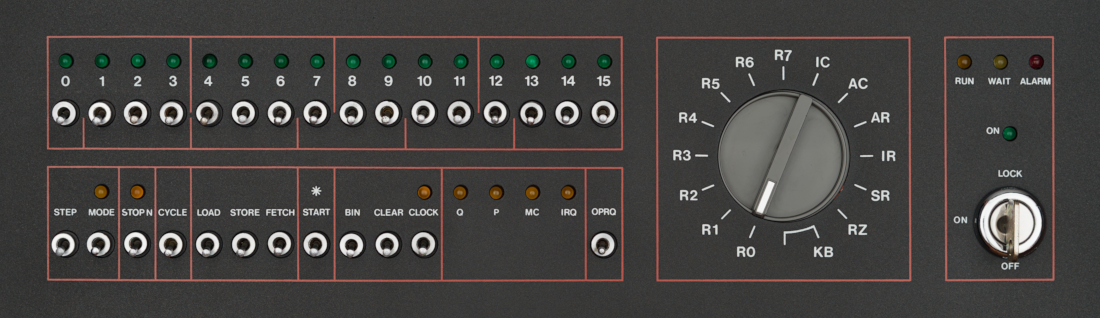 0 1 2 3 4 5 6 7 8 9 10 11 12 13 14 15
STEP MODE STOP N CYCLE LOAD STORE FETCH START BIN CLEAR CLOCK Q P MC IRQ OPRQ
R0
R1
R2
R3
R4
R5
R6
R7
IC
AC
AR
IR
SR
RZ
KB
RUN WAIT ALARM
ON
LOCK
ON
OFF